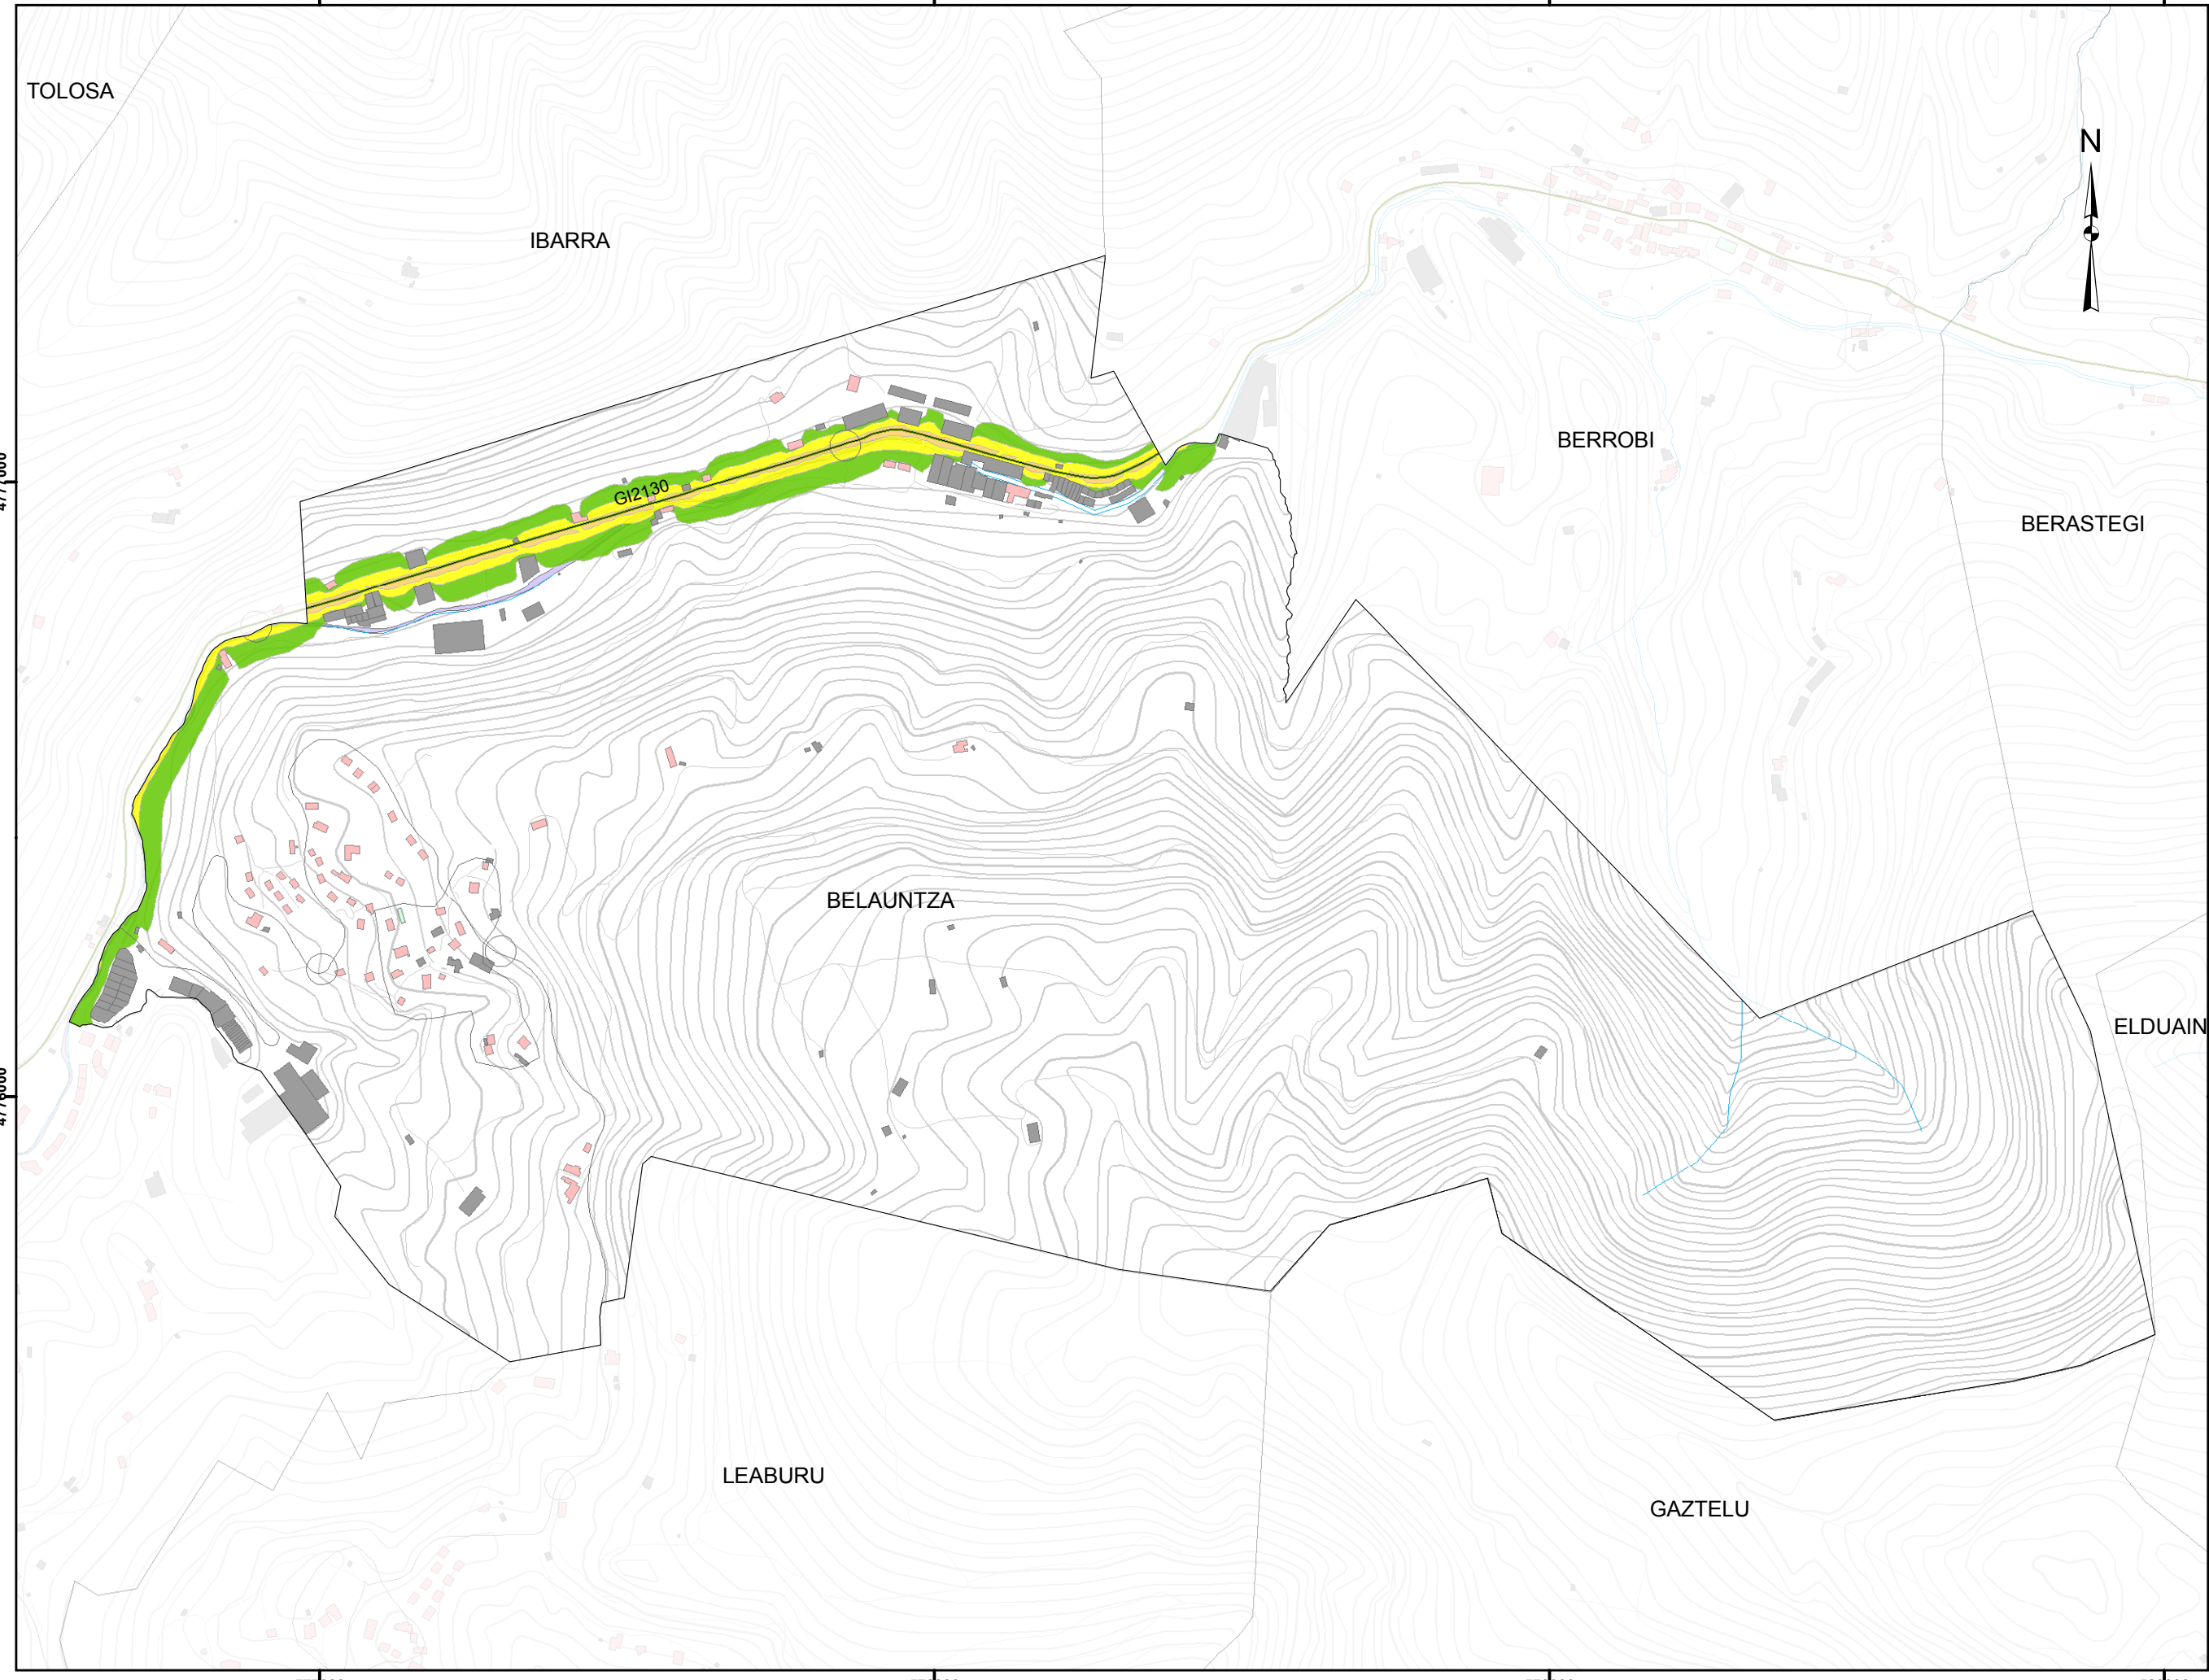 TOLOSA
N
IBARRA
BERROBI
GI2130
BERASTEGI
BELAUNTZA
ELDUAIN
LEABURU
GAZTELU